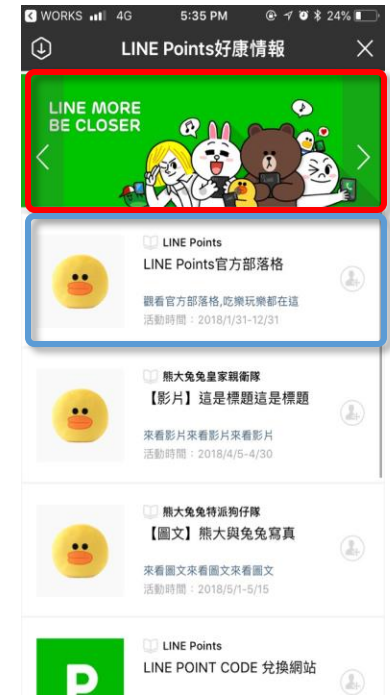 WORKS 4G 5:35 PM 24%
LINE Points好康情報
LINE MORE
BE CLOSER
LINE Points
LINE Points官方部落格
觀看官方部落格,吃樂玩樂都在這
活動時間：2018/1/31-12/31
熊大兔兔皇家親衛隊
【影片】這是標題這是標題
來看影片來看影片來看影片
活動時間：2018/4/5-4/30
熊大兔兔特派狗仔隊
【圖文】熊大與兔兔寫真
來看圖文來看圖文來看圖文
活動時間：2018/5/1-5/15
LINE Points
LINE POINT CODE 兌換網站
P